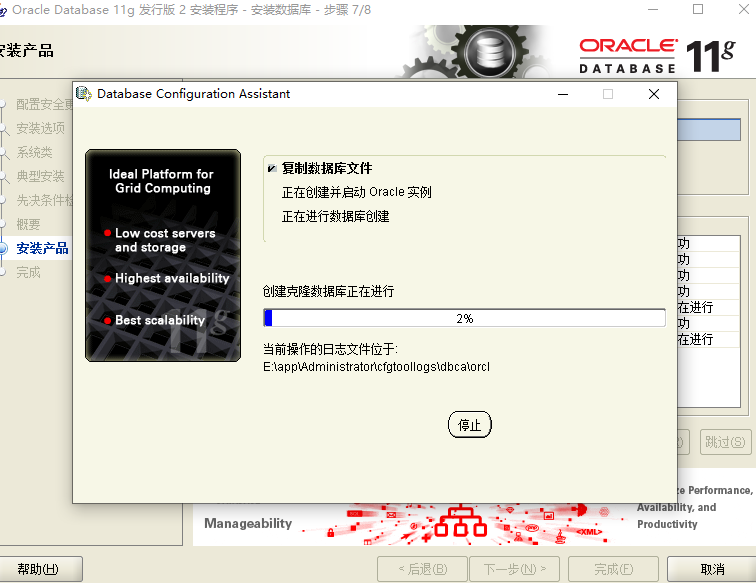 Oracle Database 11g 发行版 2 安装程序 - 安装数据库 - 步骤 7/8
安装产品
ORACLE
DATABASE
11g
配置安全更
安装选项
系统类
典型安装
先决条件检
概要
安装产品
完成
Database Configuration Assistant
Ideal Platform for
Grid Computing
Low cost servers
and storage
Highest availability
Best scalability
11g
复制数据库文件
正在创建并启动 Oracle 实例
正在进行数据库创建
创建克隆数据库正在进行
2%
当前操作的日志文件位于:
E:\app\Administrator\cfgtoollogs\dbca\orcl
停止
功
功
功
功
在进行
功
在进行
跳过(S)
Manageability
ze Performance,
Availability, and
Productivity
<XML>
帮助(H)
< 后退(B)
下一步(N) >
完成(F)
取消